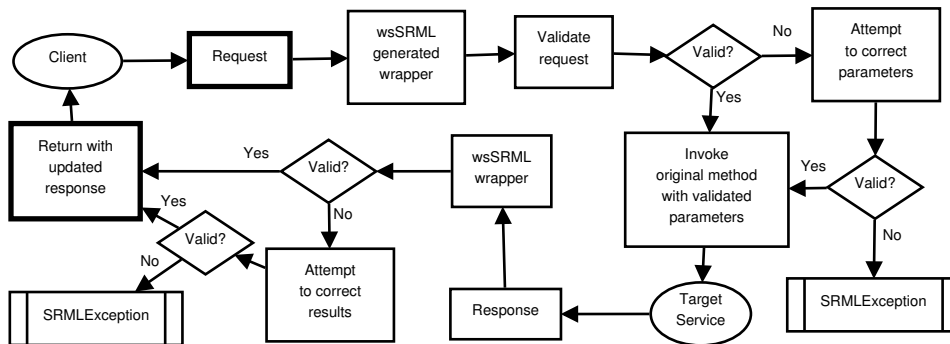 Client
Request
wsSRML
generated
wrapper
Validate
request
Valid?
No
Yes
Attempt
to correct
parameters
Invoke
original method
with validated
parameters
Yes
Valid?
No
SRMLException
Target
Service
Response
wsSRML
wrapper
Valid?
Yes
No
Attempt
to correct
results
Valid?
Yes
No
SRMLException
Return with
updated
response